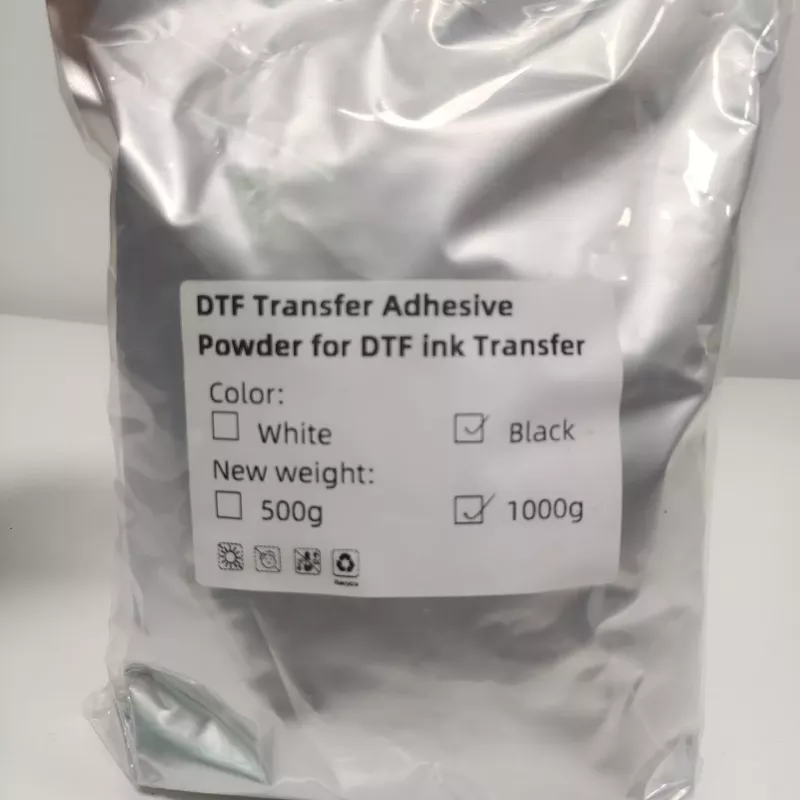 DTF Transfer Adhesive
Powder for DTF ink Transfer
Color:
White Black
New weight:
500g 1000g